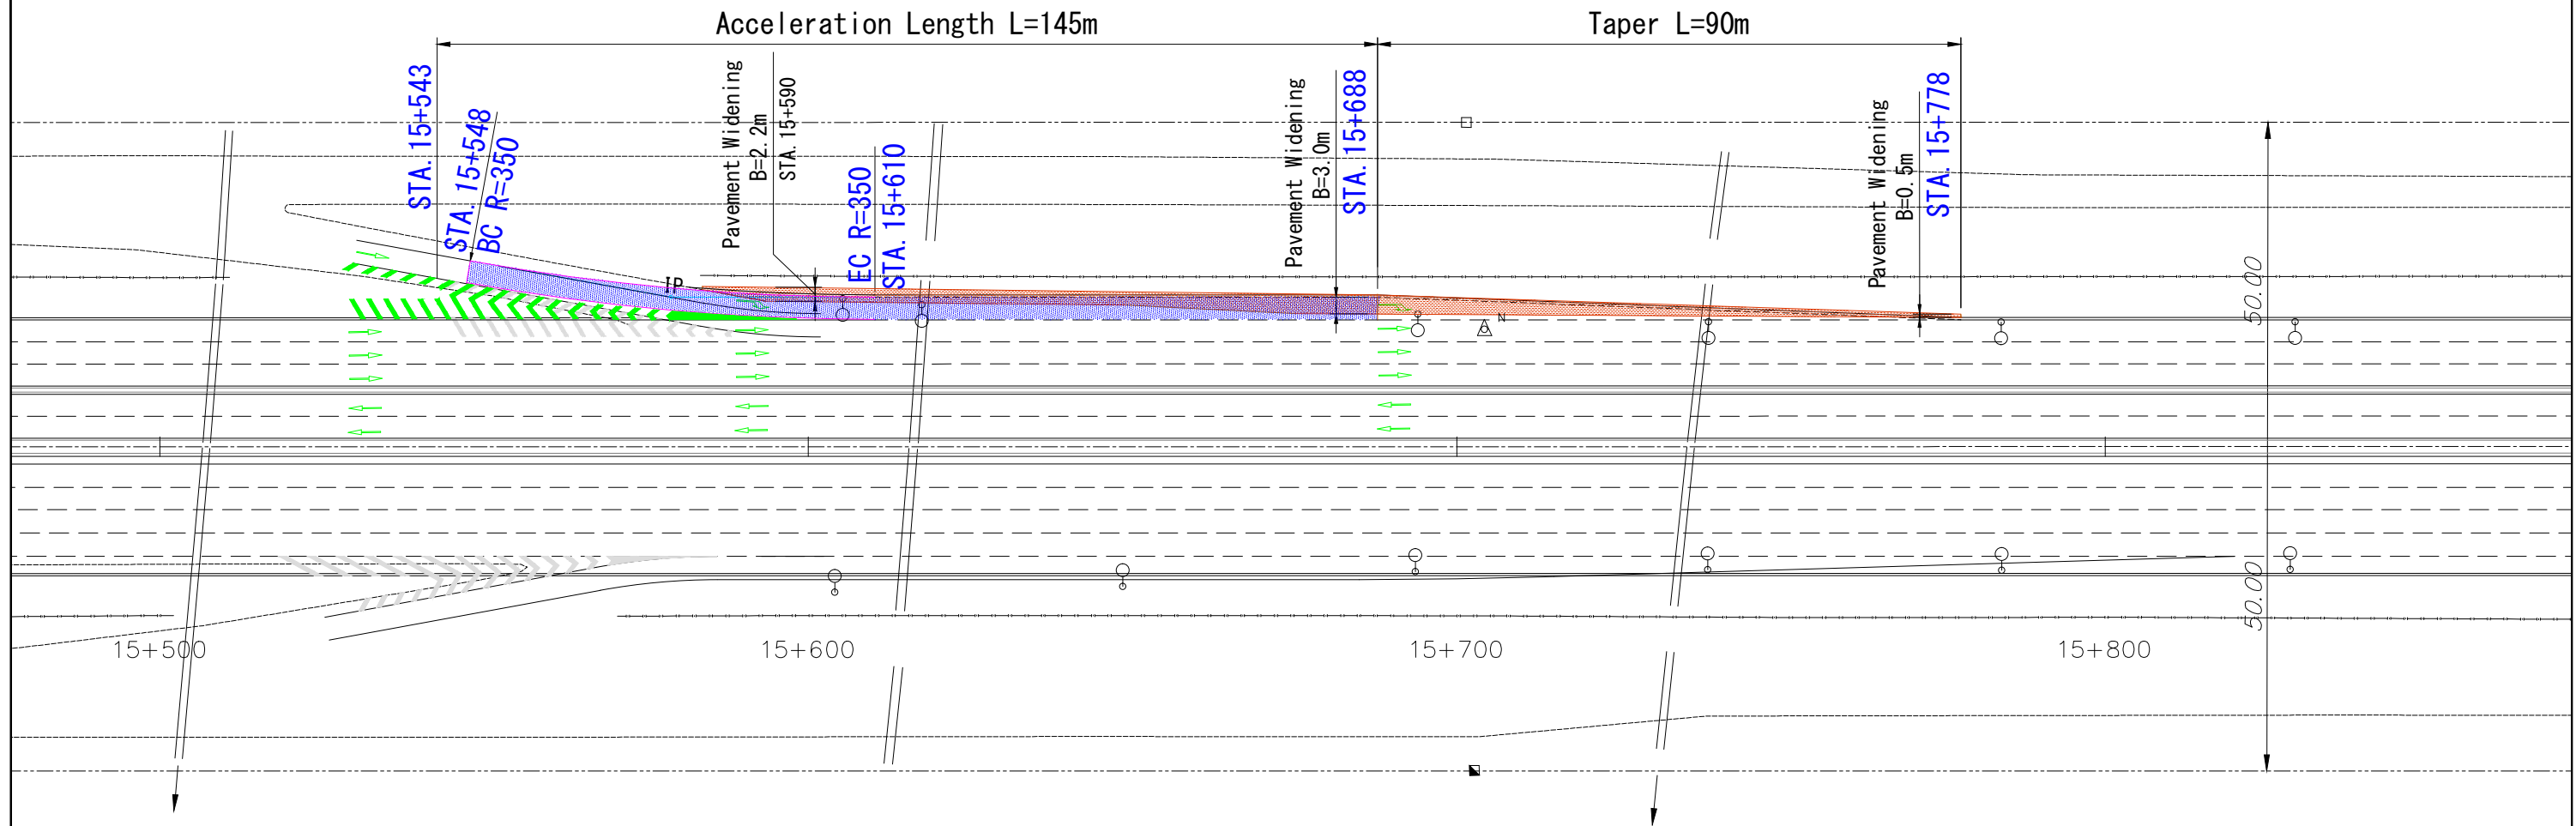 Acceleration Length L=145m
Taper L=90m
STA. 15+543
STA. 15+548
BC R=350
Pavement Widening
B=2.2m
STA. 15+590
EC R=350
STA. 15+610
Pavement Widening
B=3.0m
STA. 15+688
Pavement Widening
B=0.5m
STA. 15+778
IP
N
50.00
50.00
15+500
15+600
15+700
15+800